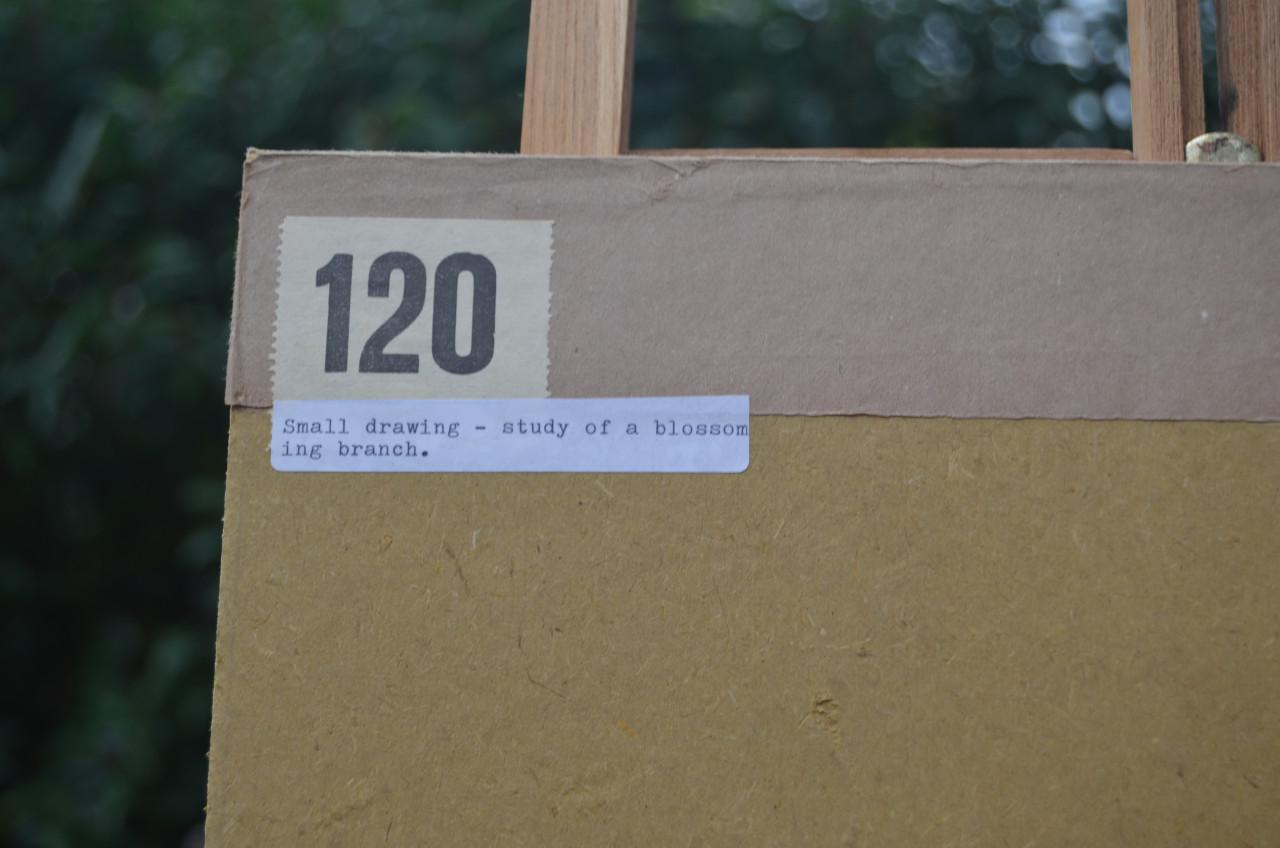 120
Small drawing - study of a blossom
ing branch.